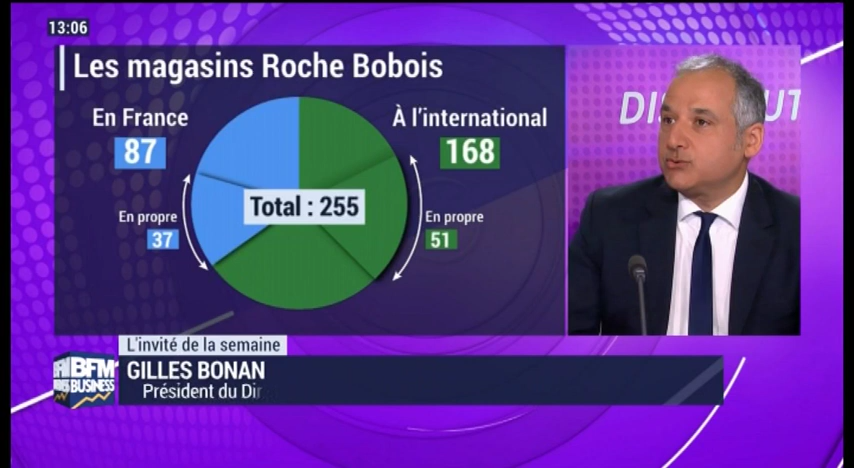 13:06
Les magasins Roche Bobois
En France
87
À l'international
168
Total : 255
En propre
37
En propre
51
L'invité de la semaine
GILLES BONAN
Président du Dir
BFM
BUSINESS